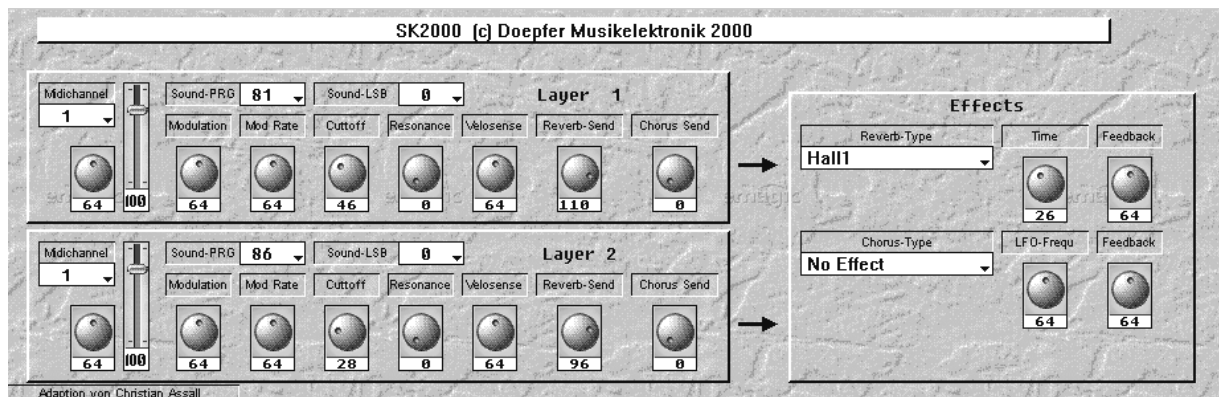 SK2000 (c) Doepfer Musikelektronik 2000
Midichannel
1
Sound-PRG 81 Sound-LSB 0 Layer 1
Modulation Mod Rate Cuttoff Resonance Velosense Reverb-Send Chorus Send
64 100 64 64 46 0 64 110 0
Midichannel
1
Sound-PRG 86 Sound-LSB 0 Layer 2
Modulation Mod Rate Cuttoff Resonance Velosense Reverb-Send Chorus Send
64 100 64 64 28 0 64 96 0
Effects
Reverb-Type Time Feedback
Hall1
26 64
Chorus-Type LFO-Frequ Feedback
No Effect
64 64
Adaption von Christian Assall